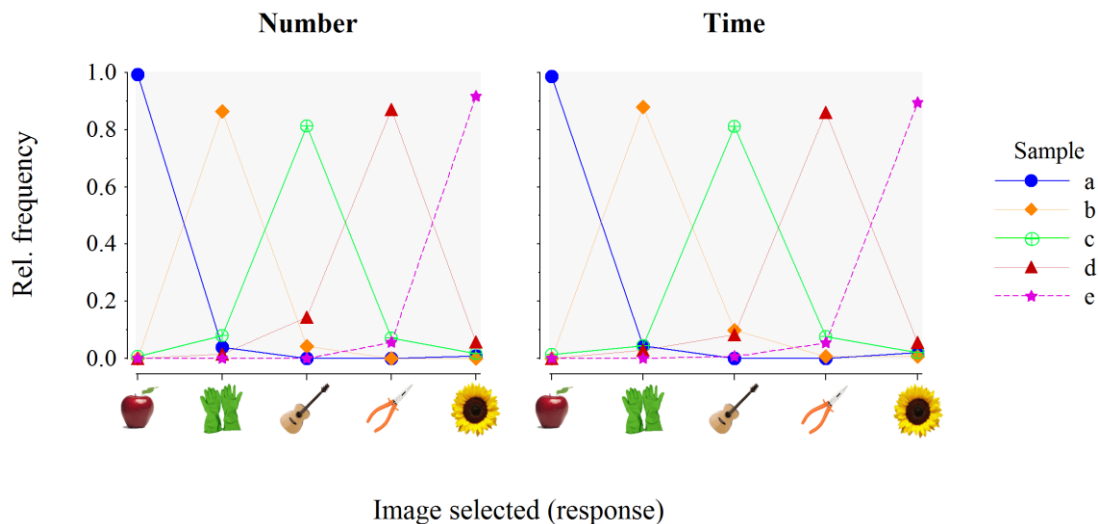 Number
Time
Rel. frequency
1.0
0.8
0.6
0.4
0.2
0.0
Sample
a
b
c
d
e
Image selected (response)